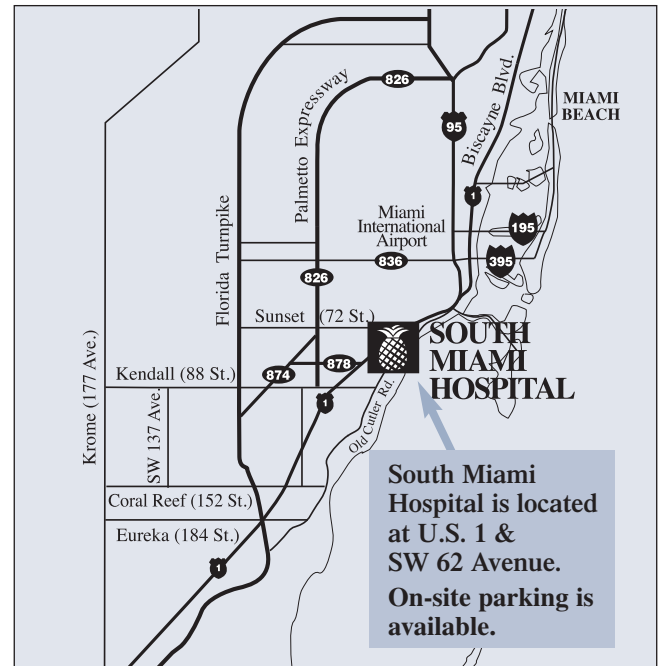 826
Palmetto Expressway
95
Biscayne Blvd.
MIAMI
BEACH
1
Florida Turnpike
Miami
International
Airport
195
836
395
826
Sunset (72 St.)
SOUTH
MIAMI
HOSPITAL
878
874
Kendall (88 St.)
1
Krome (177 Ave.)
SW 137 Ave.
Old Cutler Rd.
Coral Reef (152 St.)
Eureka (184 St.)
1
South Miami
Hospital is located
at U.S. 1 &
SW 62 Avenue.
On-site parking is
available.